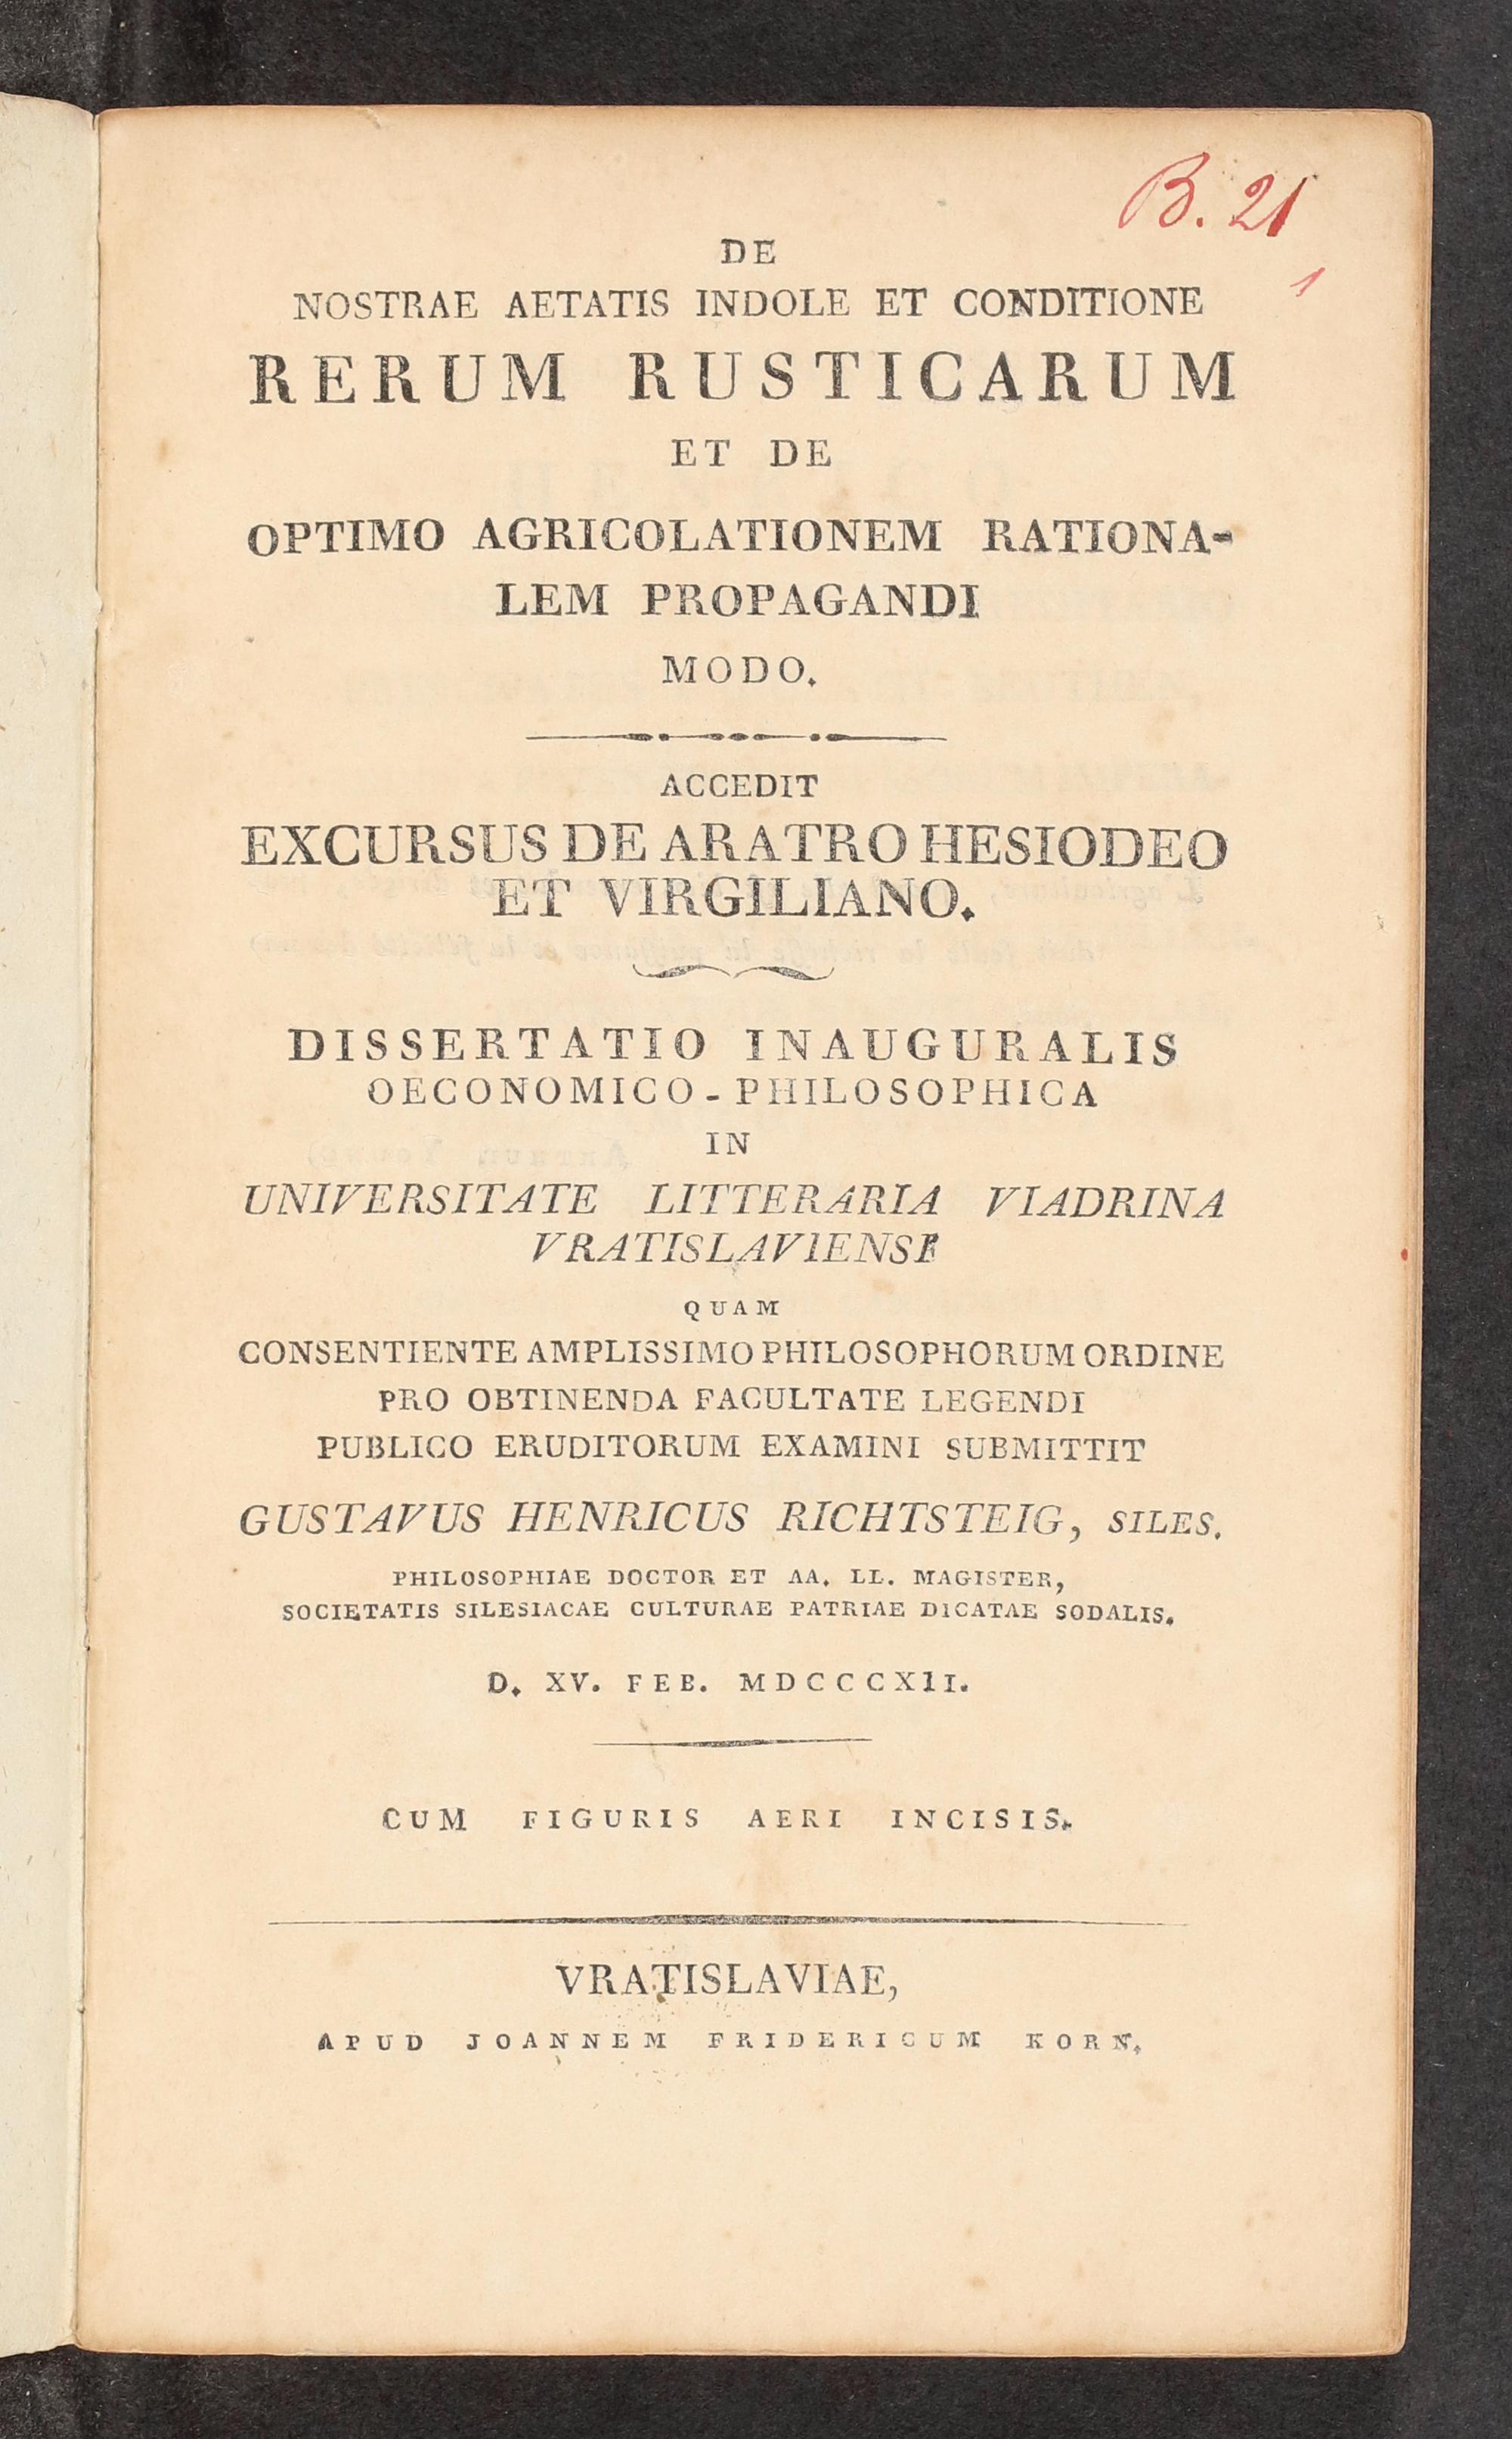 B. 21
1
DE
NOSTRAE AETATIS INDOLE ET CONDITIONE
RERUM RUSTICARUM
ET DE
OPTIMO AGRICOLATIONEM RATIONA-
LEM PROPAGANDI
MODO.
ACCEDIT
EXCURSUS DE ARATRO HESIODEO
ET VIRGILIANO.
DISSERTATIO INAUGURALIS
OECONOMICO-PHILOSOPHICA
IN
UNIVERSITATE LITTERARIA VIADRINA
VRATISLAVIENSE
QUAM
CONSENTIENTE AMPLISSIMO PHILOSOPHORUM ORDINE
PRO OBTINENDA FACULTATE LEGENDI
PUBLICO ERUDITORUM EXAMINI SUBMITTIT
GUSTAVUS HENRICUS RICHTSTEIG, SILES.
PHILOSOPHIAE DOCTOR ET AA. LL. MAGISTER,
SOCIETATIS SILESIACAE CULTURAE PATRIAE DICATAE SODALIS.
D. XV. FEB. MDCCCXII.
CUM FIGURIS AERI INCISIS.
VRATISLAVIAE,
APUD JOANNEM FRIDERICUM KORN.